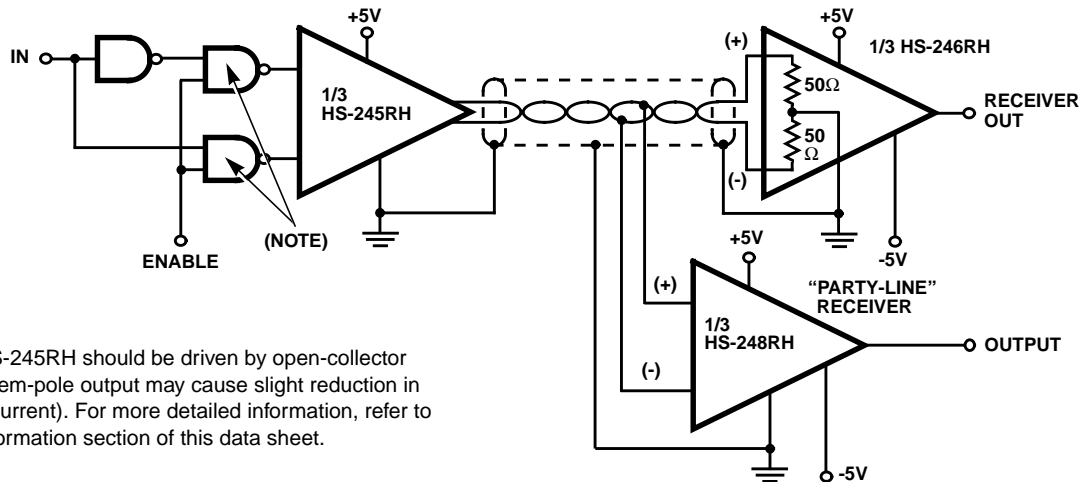 +5V
+5V
IN
1/3
HS-245RH
(+)
1/3 HS-246RH
50Ω
50
Ω
RECEIVER
OUT
(-)
(NOTE)
ENABLE
-5V
+5V
"PARTY-LINE"
RECEIVER
(+)
1/3
HS-248RH
(-)
OUTPUT
-5V
S-245RH should be driven by open-collector
em-pole output may cause slight reduction in
urrent). For more detailed information, refer to
ormation section of this data sheet.